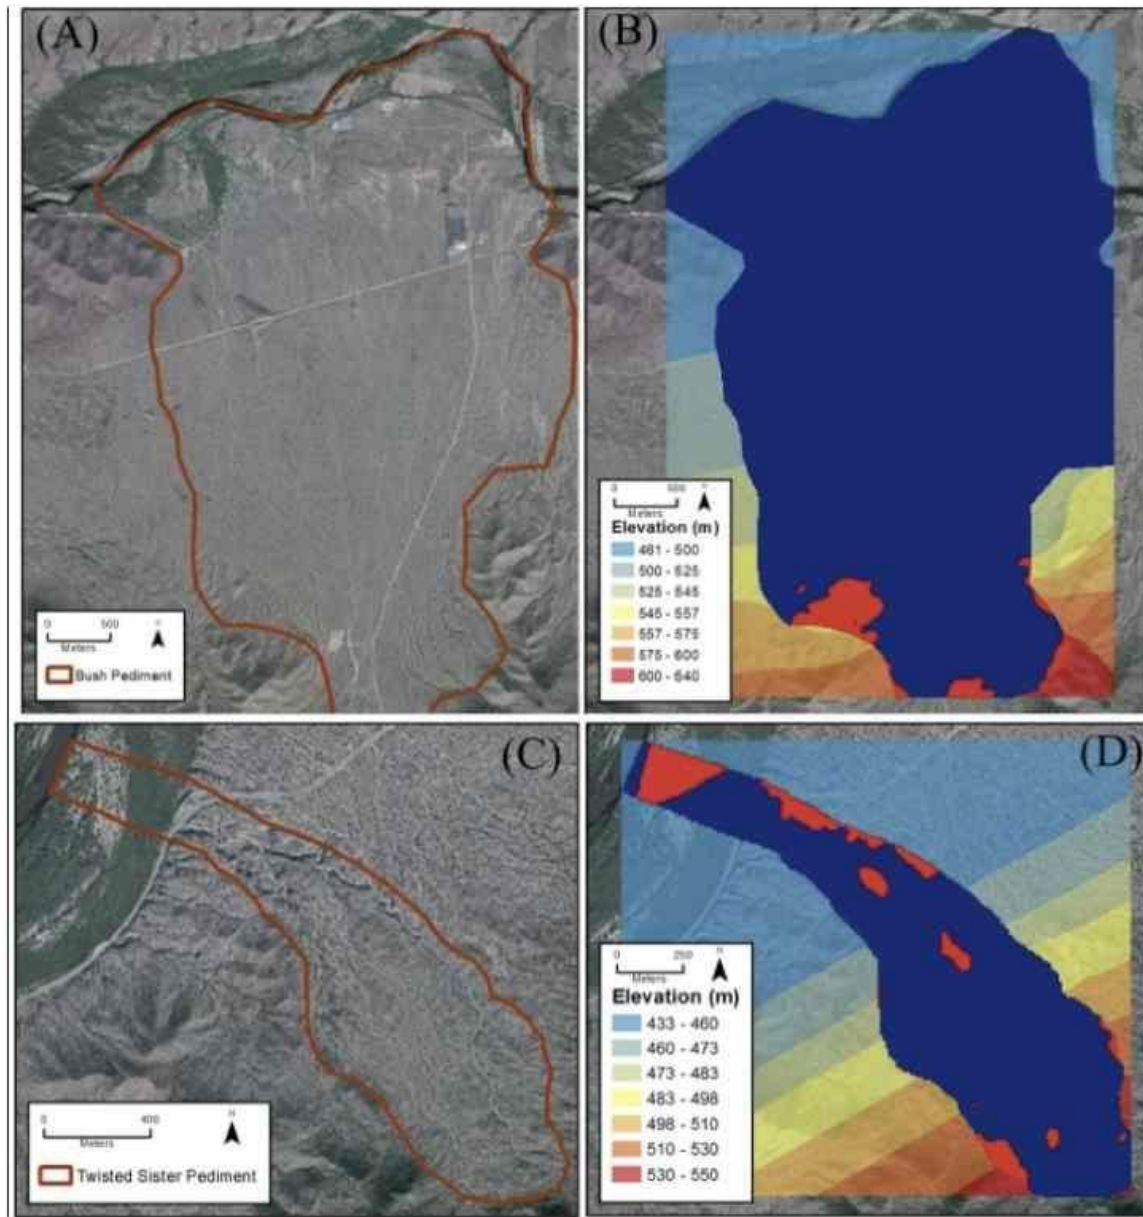 (A)
0 500
Meters
N
Bush Pediment
(B)
0 500
Meters
N
Elevation (m)
461 - 500
500 - 525
525 - 545
545 - 557
557 - 575
575 - 600
600 - 640
(C)
0 400
Meters
N
Twisted Sister Pediment
(D)
0 250
Meters
N
Elevation (m)
433 - 460
460 - 473
473 - 483
483 - 498
498 - 510
510 - 530
530 - 550